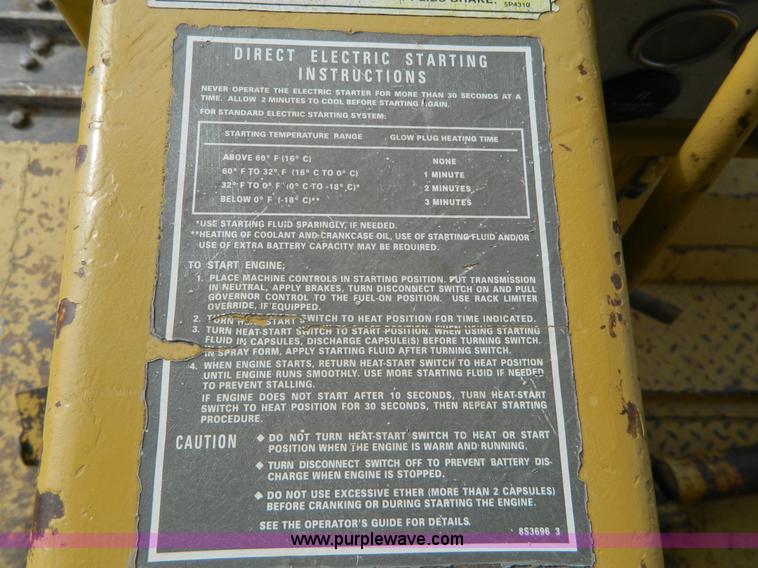 BRAKE.
5P4310
DIRECT ELECTRIC STARTING
INSTRUCTIONS
NEVER OPERATE THE ELECTRIC STARTER FOR MORE THAN 30 SECONDS AT A
TIME. ALLOW 2 MINUTES TO COOL BEFORE STARTING AGAIN.
FOR STANDARD ELECTRIC STARTING SYSTEM:
STARTING TEMPERATURE RANGE GLOW PLUG HEATING TIME
ABOVE 60° F (16° C) NONE
60° F TO 32° F (16° C TO 0° C) 1 MINUTE
32° F TO 0° F (0° C TO -18° C)* 2 MINUTES
BELOW 0° F (-18° C)** 3 MINUTES
*USE STARTING FLUID SPARINGLY, IF NEEDED.
**HEATING OF COOLANT AND CRANKCASE OIL, USE OF STARTING FLUID AND/OR
USE OF EXTRA BATTERY CAPACITY MAY BE REQUIRED.
TO START ENGINE:
1. PLACE MACHINE CONTROLS IN STARTING POSITION. PUT TRANSMISSION
IN NEUTRAL, APPLY BRAKES, TURN DISCONNECT SWITCH ON AND PULL
GOVERNOR CONTROL TO THE FUEL-ON POSITION. USE RACK LIMITER
OVERRIDE, IF EQUIPPED.
2. TURN HEAT-START SWITCH TO HEAT POSITION FOR TIME INDICATED.
3. TURN HEAT-START SWITCH TO START POSITION. WHEN USING STARTING
FLUID IN CAPSULES, DISCHARGE CAPSULE(S) BEFORE TURNING SWITCH.
IN SPRAY FORM, APPLY STARTING FLUID AFTER TURNING SWITCH.
4. WHEN ENGINE STARTS, RETURN HEAT-START SWITCH TO HEAT POSITION
UNTIL ENGINE RUNS SMOOTHLY. USE MORE STARTING FLUID IF NEEDED
TO PREVENT STALLING.
IF ENGINE DOES NOT START AFTER 10 SECONDS, TURN HEAT-START
SWITCH TO HEAT POSITION FOR 30 SECONDS, THEN REPEAT STARTING
PROCEDURE.
CAUTION ◆ DO NOT TURN HEAT-START SWITCH TO HEAT OR START
POSITION WHEN THE ENGINE IS WARM AND RUNNING.
◆ TURN DISCONNECT SWITCH OFF TO PREVENT BATTERY DIS-
CHARGE WHEN ENGINE IS STOPPED.
◆ DO NOT USE EXCESSIVE ETHER (MORE THAN 2 CAPSULES)
BEFORE CRANKING OR DURING STARTING THE ENGINE.
SEE THE OPERATOR'S GUIDE FOR DETAILS.
8S3696 3
www.purplewave.com